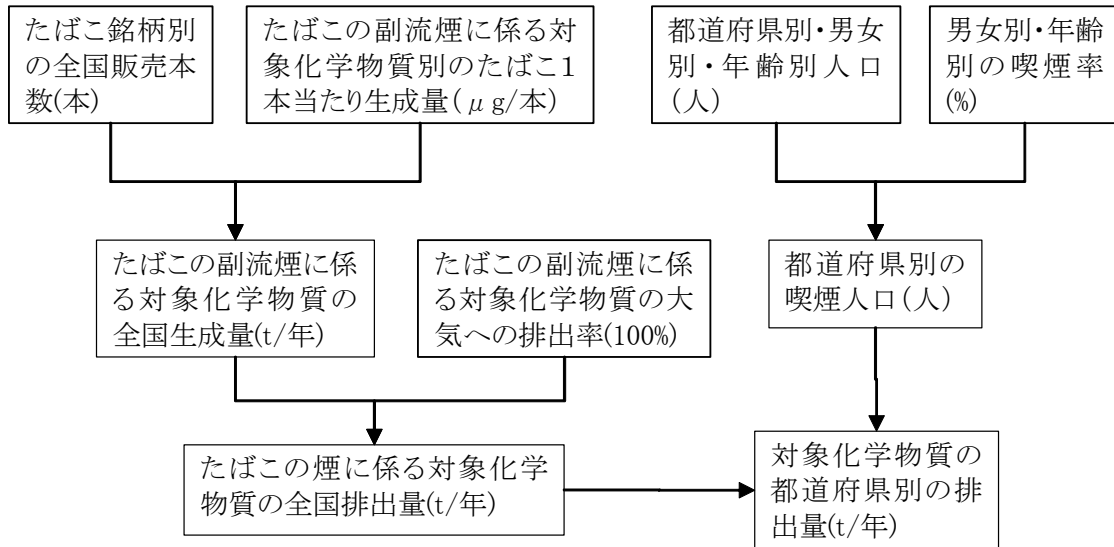 たばこ銘柄別
の全国販売本
数(本)
たばこの副流煙に係る対
象化学物質別のたばこ１
本当たり生成量(μg/本)
都道府県別・男女
別・年齢別人口
(人)
男女別・年齢
別の喫煙率
(%)
たばこの副流煙に係
る対象化学物質の
全国生成量(t/年)
たばこの副流煙に係
る対象化学物質の大
気への排出率(100%)
都道府県別の
喫煙人口(人)
たばこの煙に係る対象化学
物質の全国排出量(t/年)
対象化学物質の
都道府県別の排
出量(t/年)